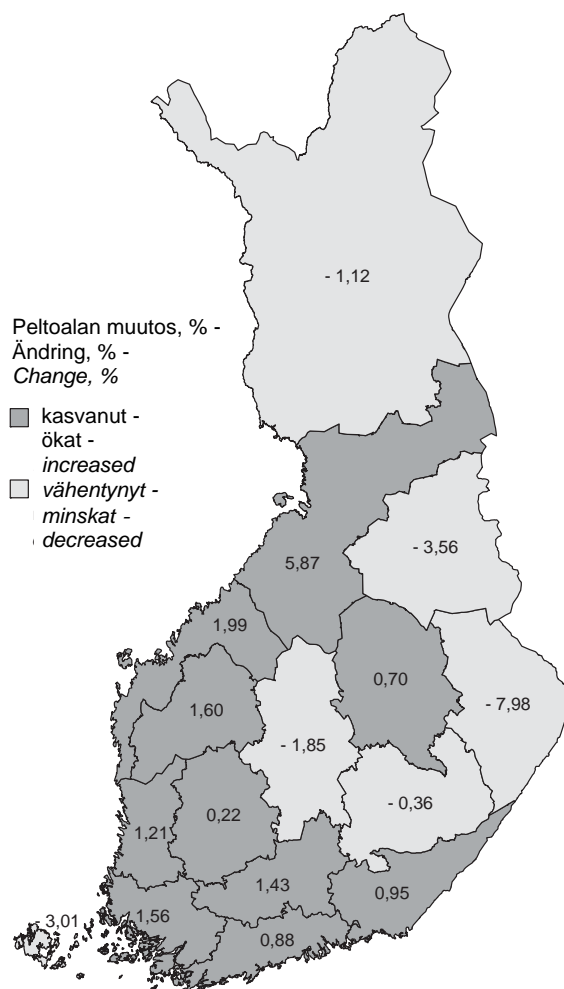 - 1,12
Peltoalan muutos, % -
Ändring, % -
Change, %
kasvanut -
ökat -
increased
vähentynyt -
minskat -
decreased
- 3,56
5,87
1,99
0,70
- 7,98
1,60
- 1,85
- 0,36
0,22
1,21
1,43
0,95
- 3,01
1,56
0,88